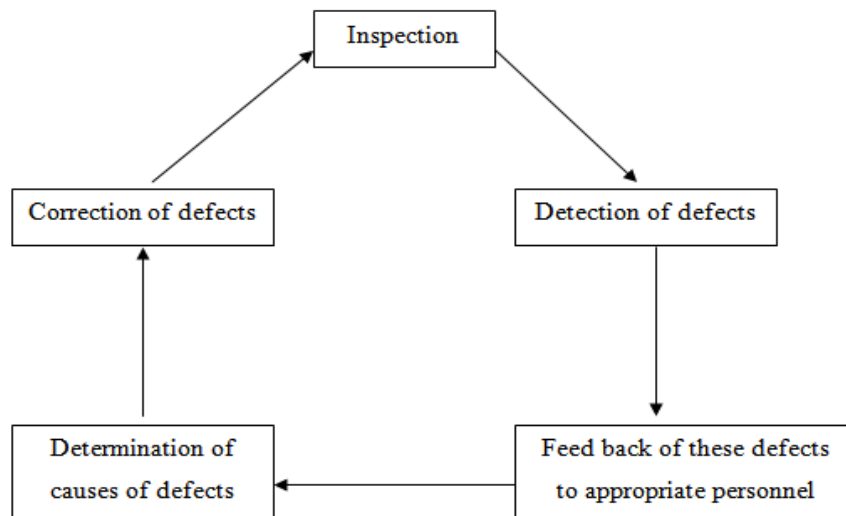 Inspection
Correction of defects
Detection of defects
Determination of
causes of defects
Feed back of these defects
to appropriate personnel